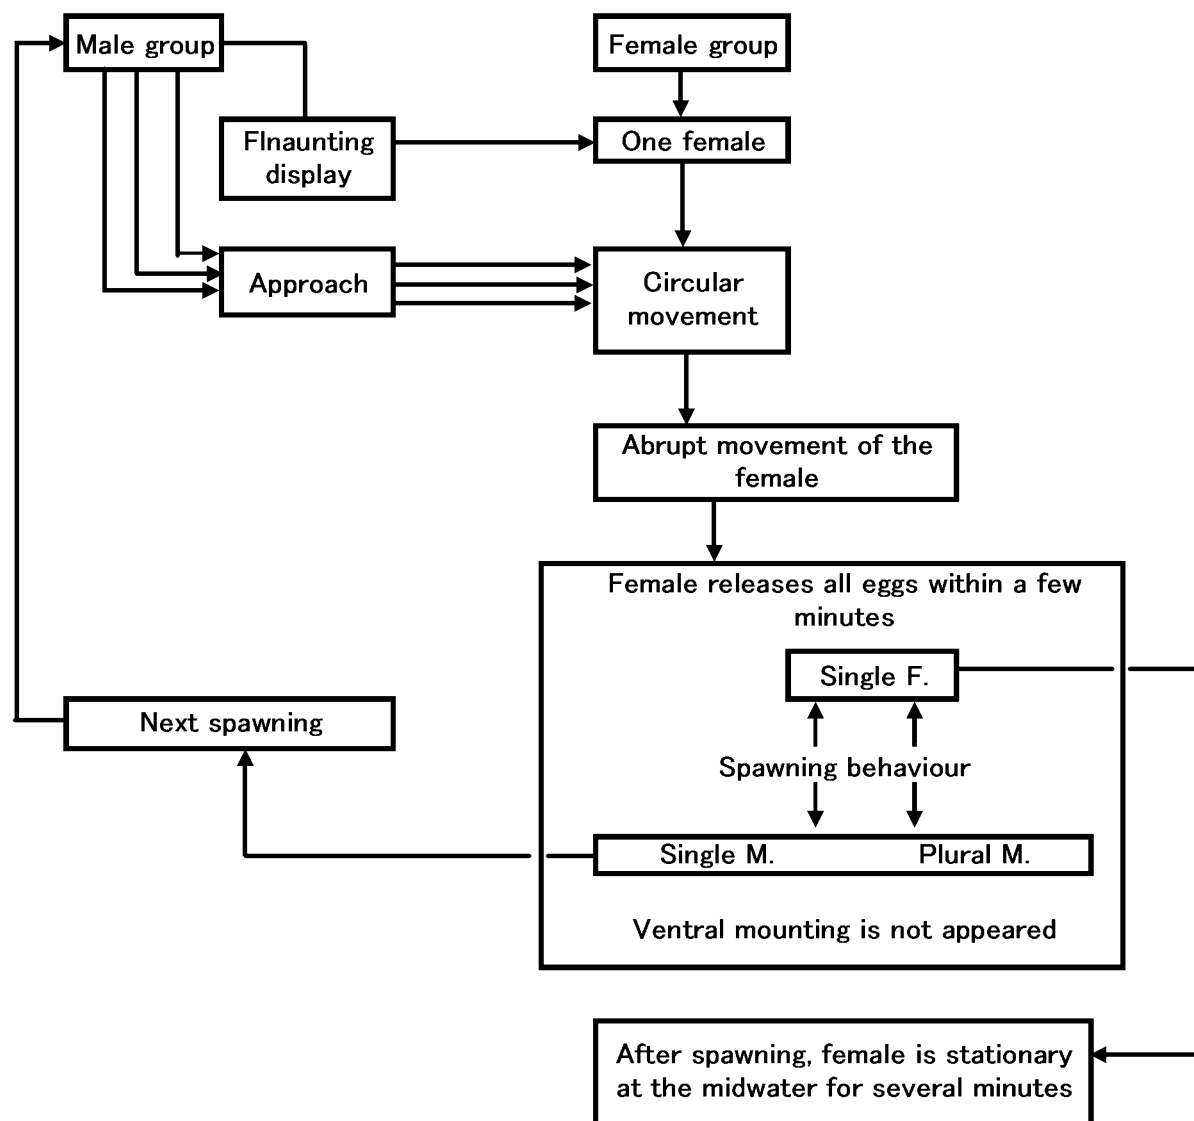 Male group
Female group
Flnaunting
display
One female
Approach
Circular
movement
Abrupt movement of the
female
Female releases all eggs within a few
minutes
Single F.
Next spawning
Spawning behaviour
Single M.
Plural M.
Ventral mounting is not appeared
After spawning, female is stationary
at the midwater for several minutes